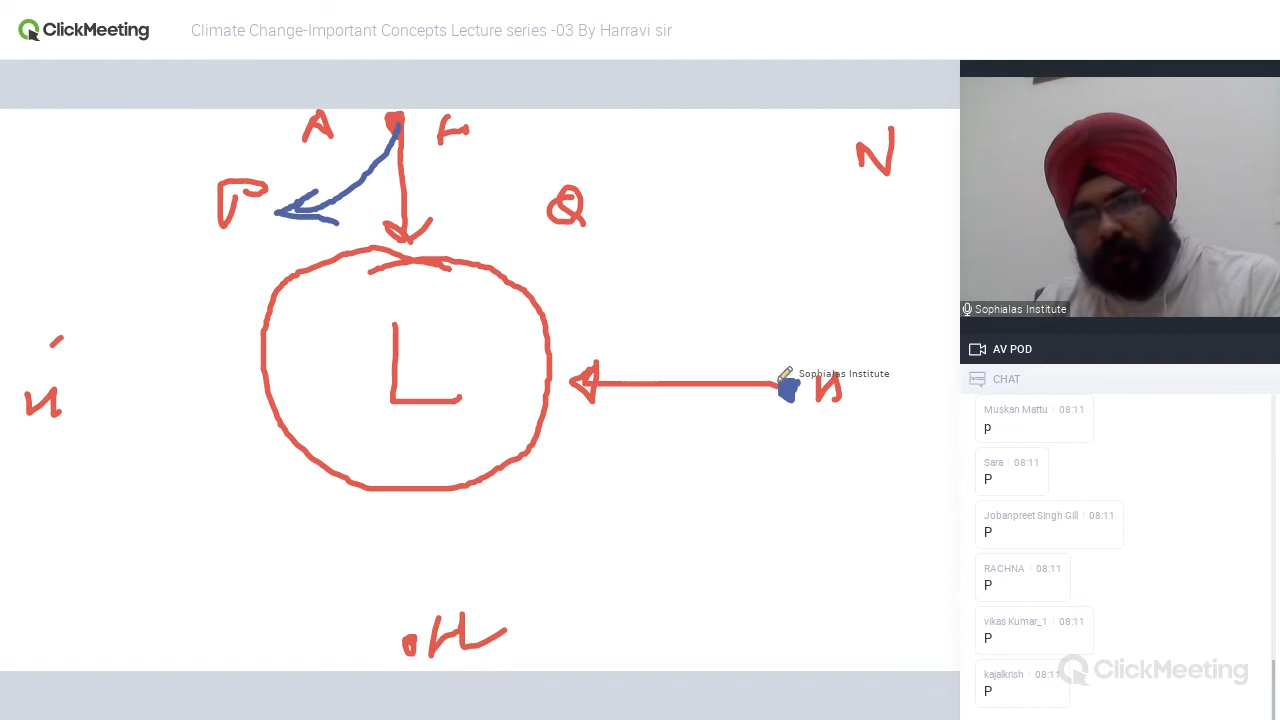 ClickMeeting
Climate Change-Important Concepts Lecture series -03 By Harravi sir
A H
P
Q
N
L
Sophialas Institute
H
H
H
Sophialas Institute
AV POD
CHAT
Muskan Mattu 08:11
p
Sara 08:11
P
Jobanpreet Singh Gill 08:11
P
RACHNA 08:11
P
vikas Kumar_1 08:11
P
kajalkrish 08:11
P
ClickMeeting